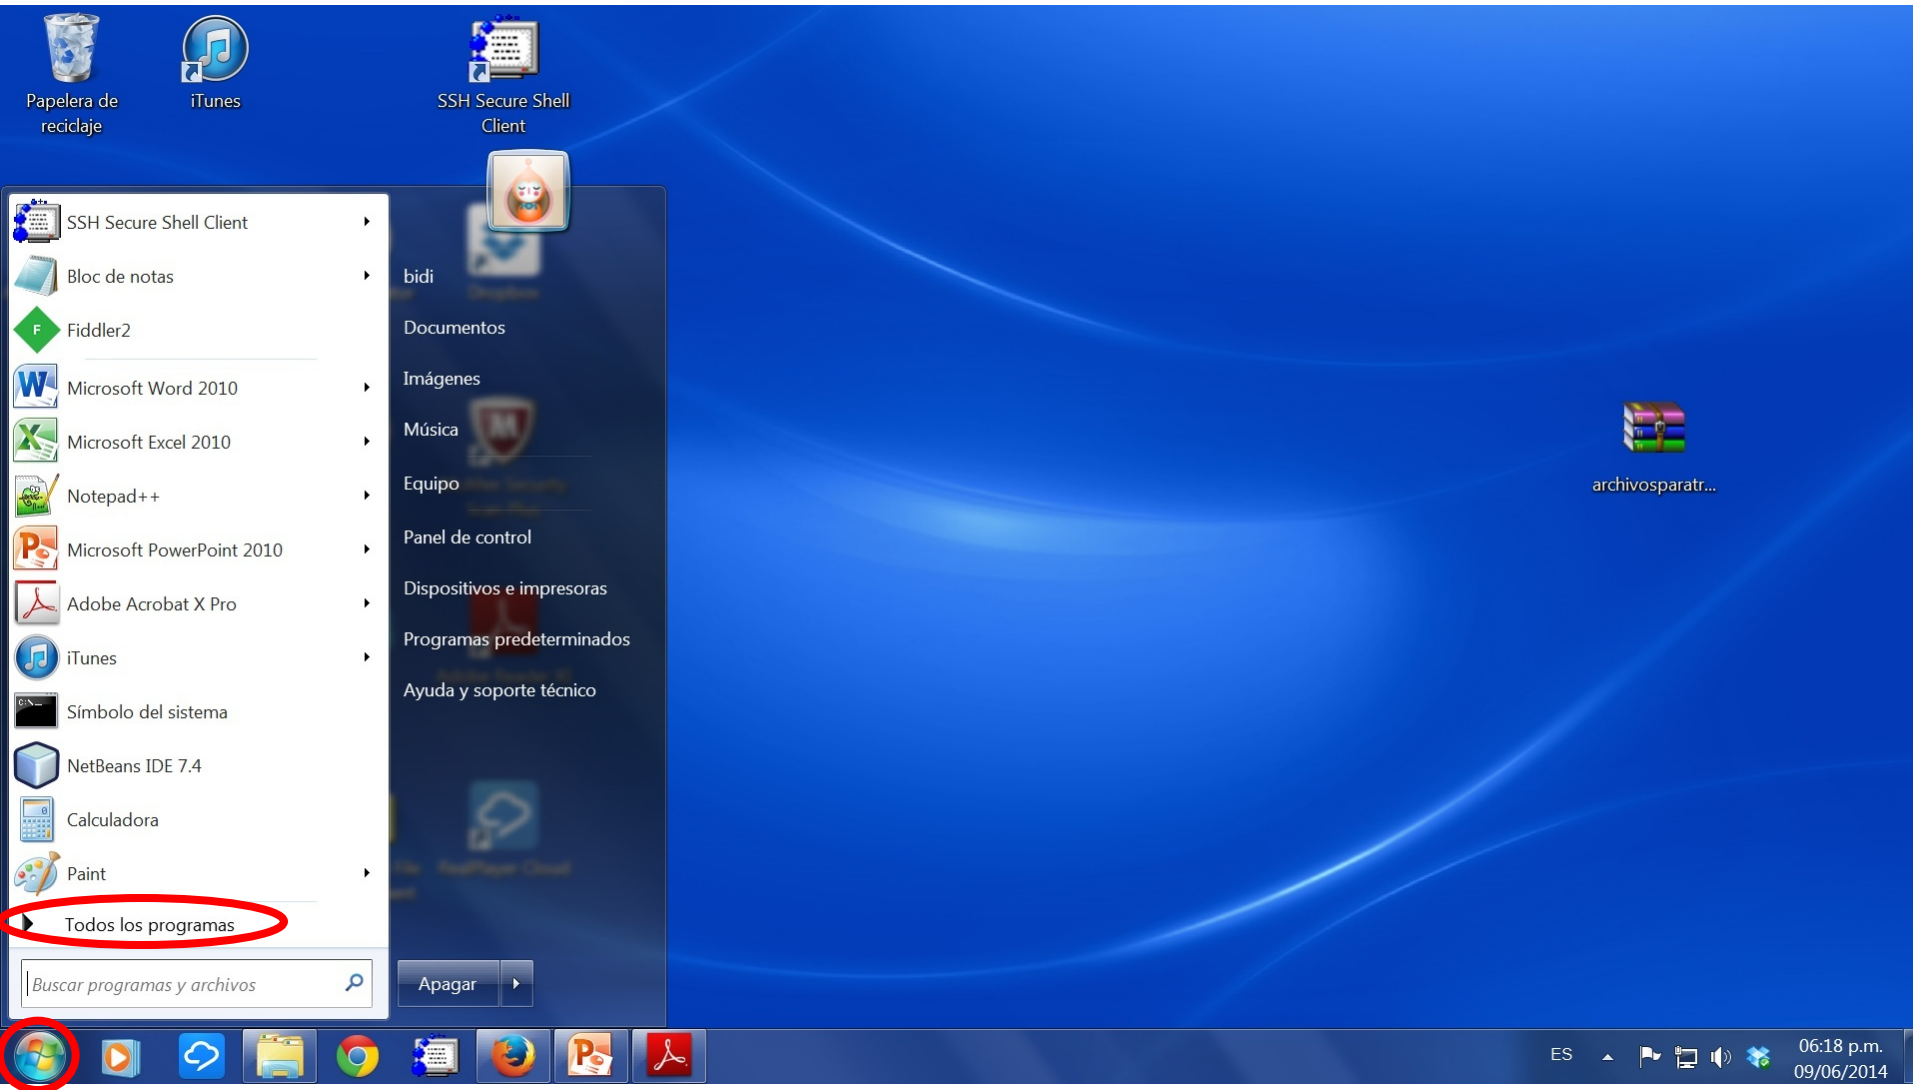 Papelera de
reciclaje
iTunes
SSH Secure Shell
Client
SSH Secure Shell Client
Bloc de notas
F
Fiddler2
Microsoft Word 2010
Microsoft Excel 2010
Notepad++
Microsoft PowerPoint 2010
Adobe Acrobat X Pro
iTunes
Símbolo del sistema
NetBeans IDE 7.4
Calculadora
Paint
Todos los programas
Buscar programas y archivos
bidi
Documentos
Imágenes
Música
Equipo
Panel de control
Dispositivos e impresoras
Programas predeterminados
Ayuda y soporte técnico
Apagar
Dropbox
RealPlayer Cloud
archivosparatr...
ES
06:18 p.m.
09/06/2014